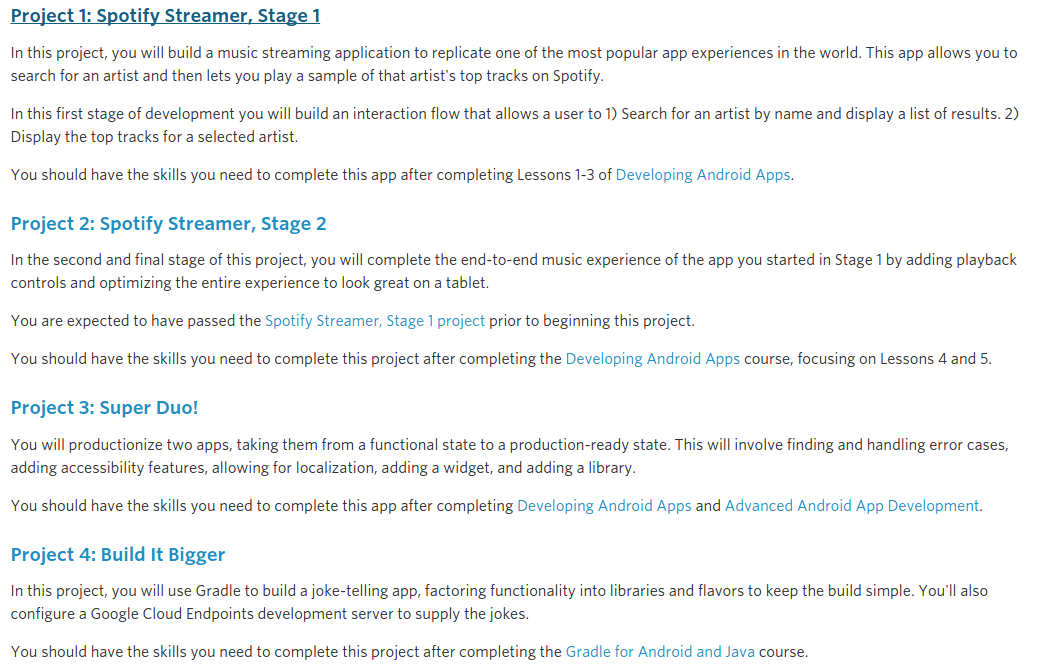 Project 1: Spotify Streamer, Stage 1
In this project, you will build a music streaming application to replicate one of the most popular app experiences in the world. This app allows you to
search for an artist and then lets you play a sample of that artist's top tracks on Spotify.
In this first stage of development you will build an interaction flow that allows a user to 1) Search for an artist by name and display a list of results. 2)
Display the top tracks for a selected artist.
You should have the skills you need to complete this app after completing Lessons 1-3 of Developing Android Apps.
Project 2: Spotify Streamer, Stage 2
In the second and final stage of this project, you will complete the end-to-end music experience of the app you started in Stage 1 by adding playback
controls and optimizing the entire experience to look great on a tablet.
You are expected to have passed the Spotify Streamer, Stage 1 project prior to beginning this project.
You should have the skills you need to complete this project after completing the Developing Android Apps course, focusing on Lessons 4 and 5.
Project 3: Super Duo!
You will productionize two apps, taking them from a functional state to a production-ready state. This will involve finding and handling error cases,
adding accessibility features, allowing for localization, adding a widget, and adding a library.
You should have the skills you need to complete this app after completing Developing Android Apps and Advanced Android App Development.
Project 4: Build It Bigger
In this project, you will use Gradle to build a joke-telling app, factoring functionality into libraries and flavors to keep the build simple. You'll also
configure a Google Cloud Endpoints development server to supply the jokes.
You should have the skills you need to complete this project after completing the Gradle for Android and Java course.